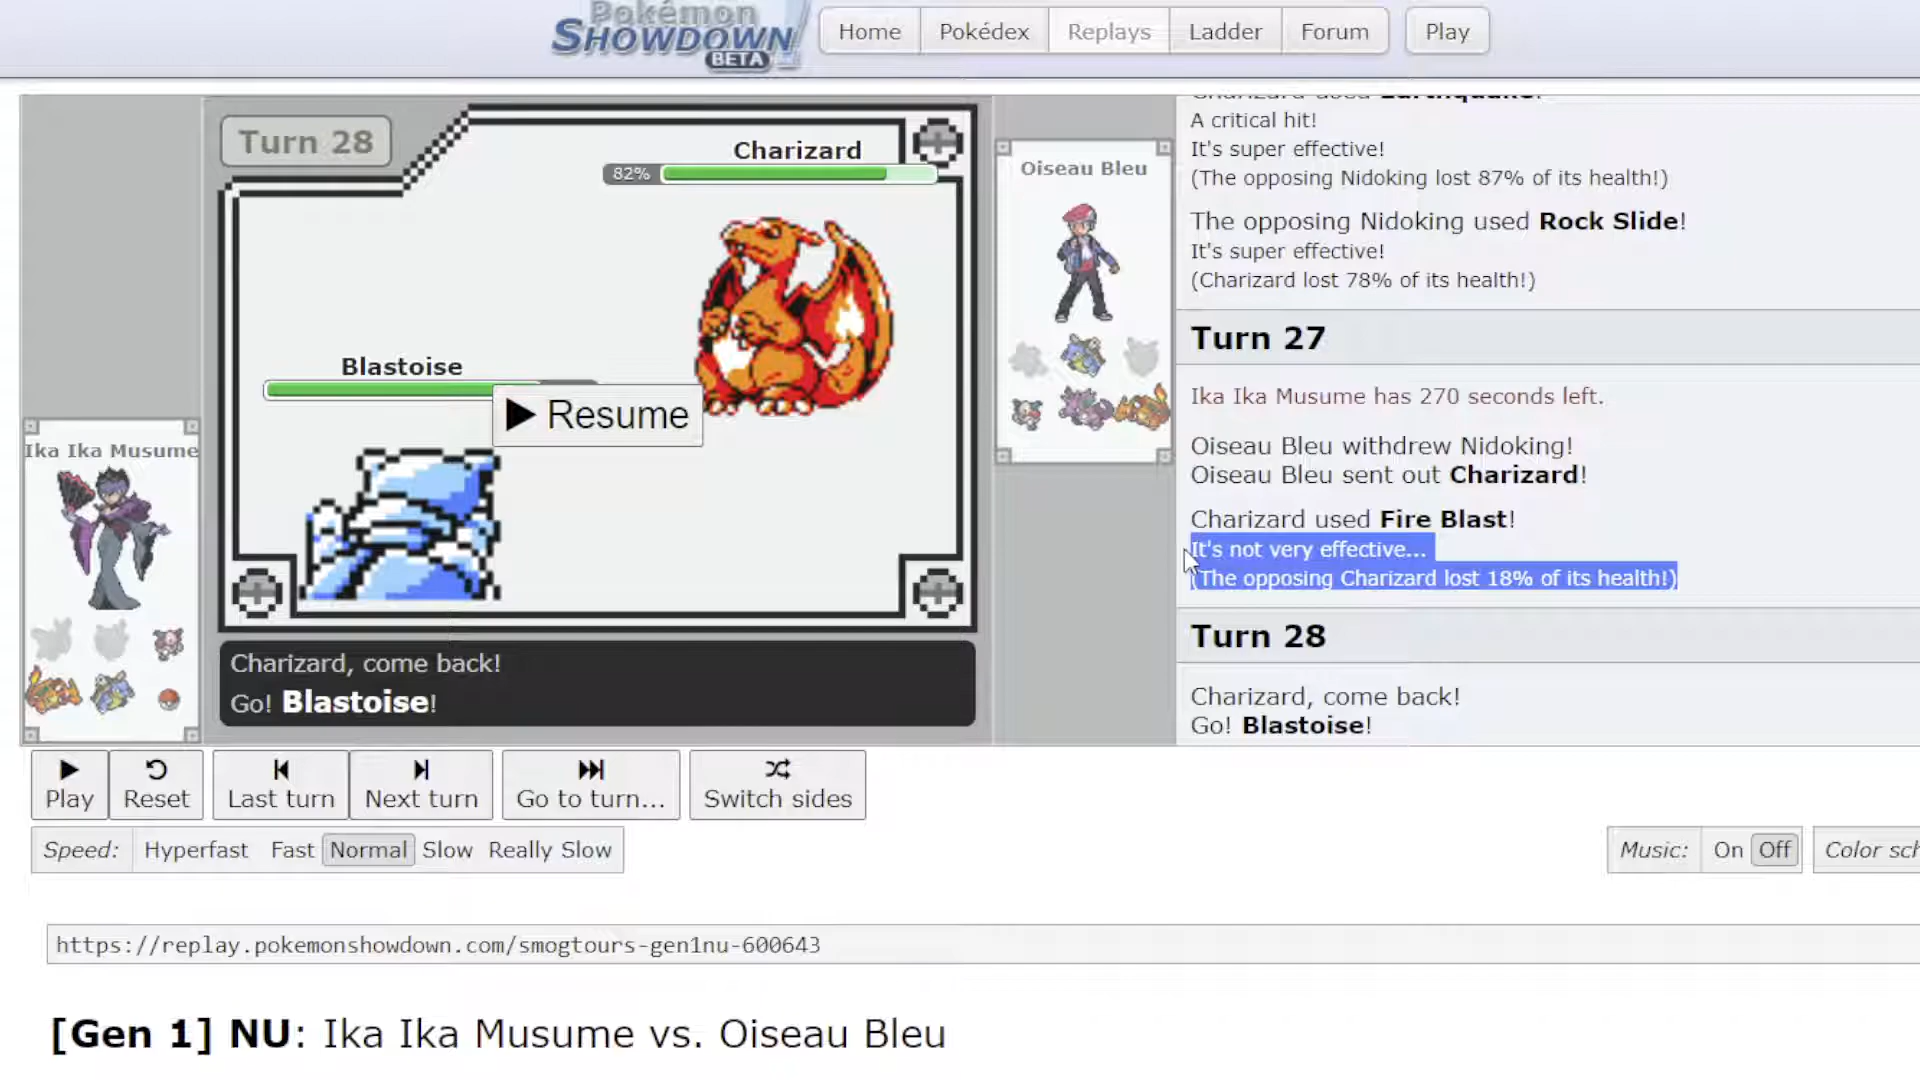 Pokémon
SHOWDOWN
BETA
Home
Pokédex
Replays
Ladder
Forum
Play
Turn 28
Charizard
82%
Blastoise
Resume
Ika Ika Musume
Oiseau Bleu
Charizard, come back!
Go! Blastoise!
Charizard used Earthquake!
A critical hit!
It's super effective!
(The opposing Nidoking lost 87% of its health!)
The opposing Nidoking used Rock Slide!
It's super effective!
(Charizard lost 78% of its health!)
Turn 27
Ika Ika Musume has 270 seconds left.
Oiseau Bleu withdrew Nidoking!
Oiseau Bleu sent out Charizard!
Charizard used Fire Blast!
It's not very effective...
(The opposing Charizard lost 18% of its health!)
Turn 28
Charizard, come back!
Go! Blastoise!
Play
Reset
Last turn
Next turn
Go to turn...
Switch sides
Speed: Hyperfast Fast Normal Slow Really Slow
Music: On Off
Color sch
https://replay.pokemonshowdown.com/smogtours-gen1nu-600643
[Gen 1] NU: Ika Ika Musume vs. Oiseau Bleu